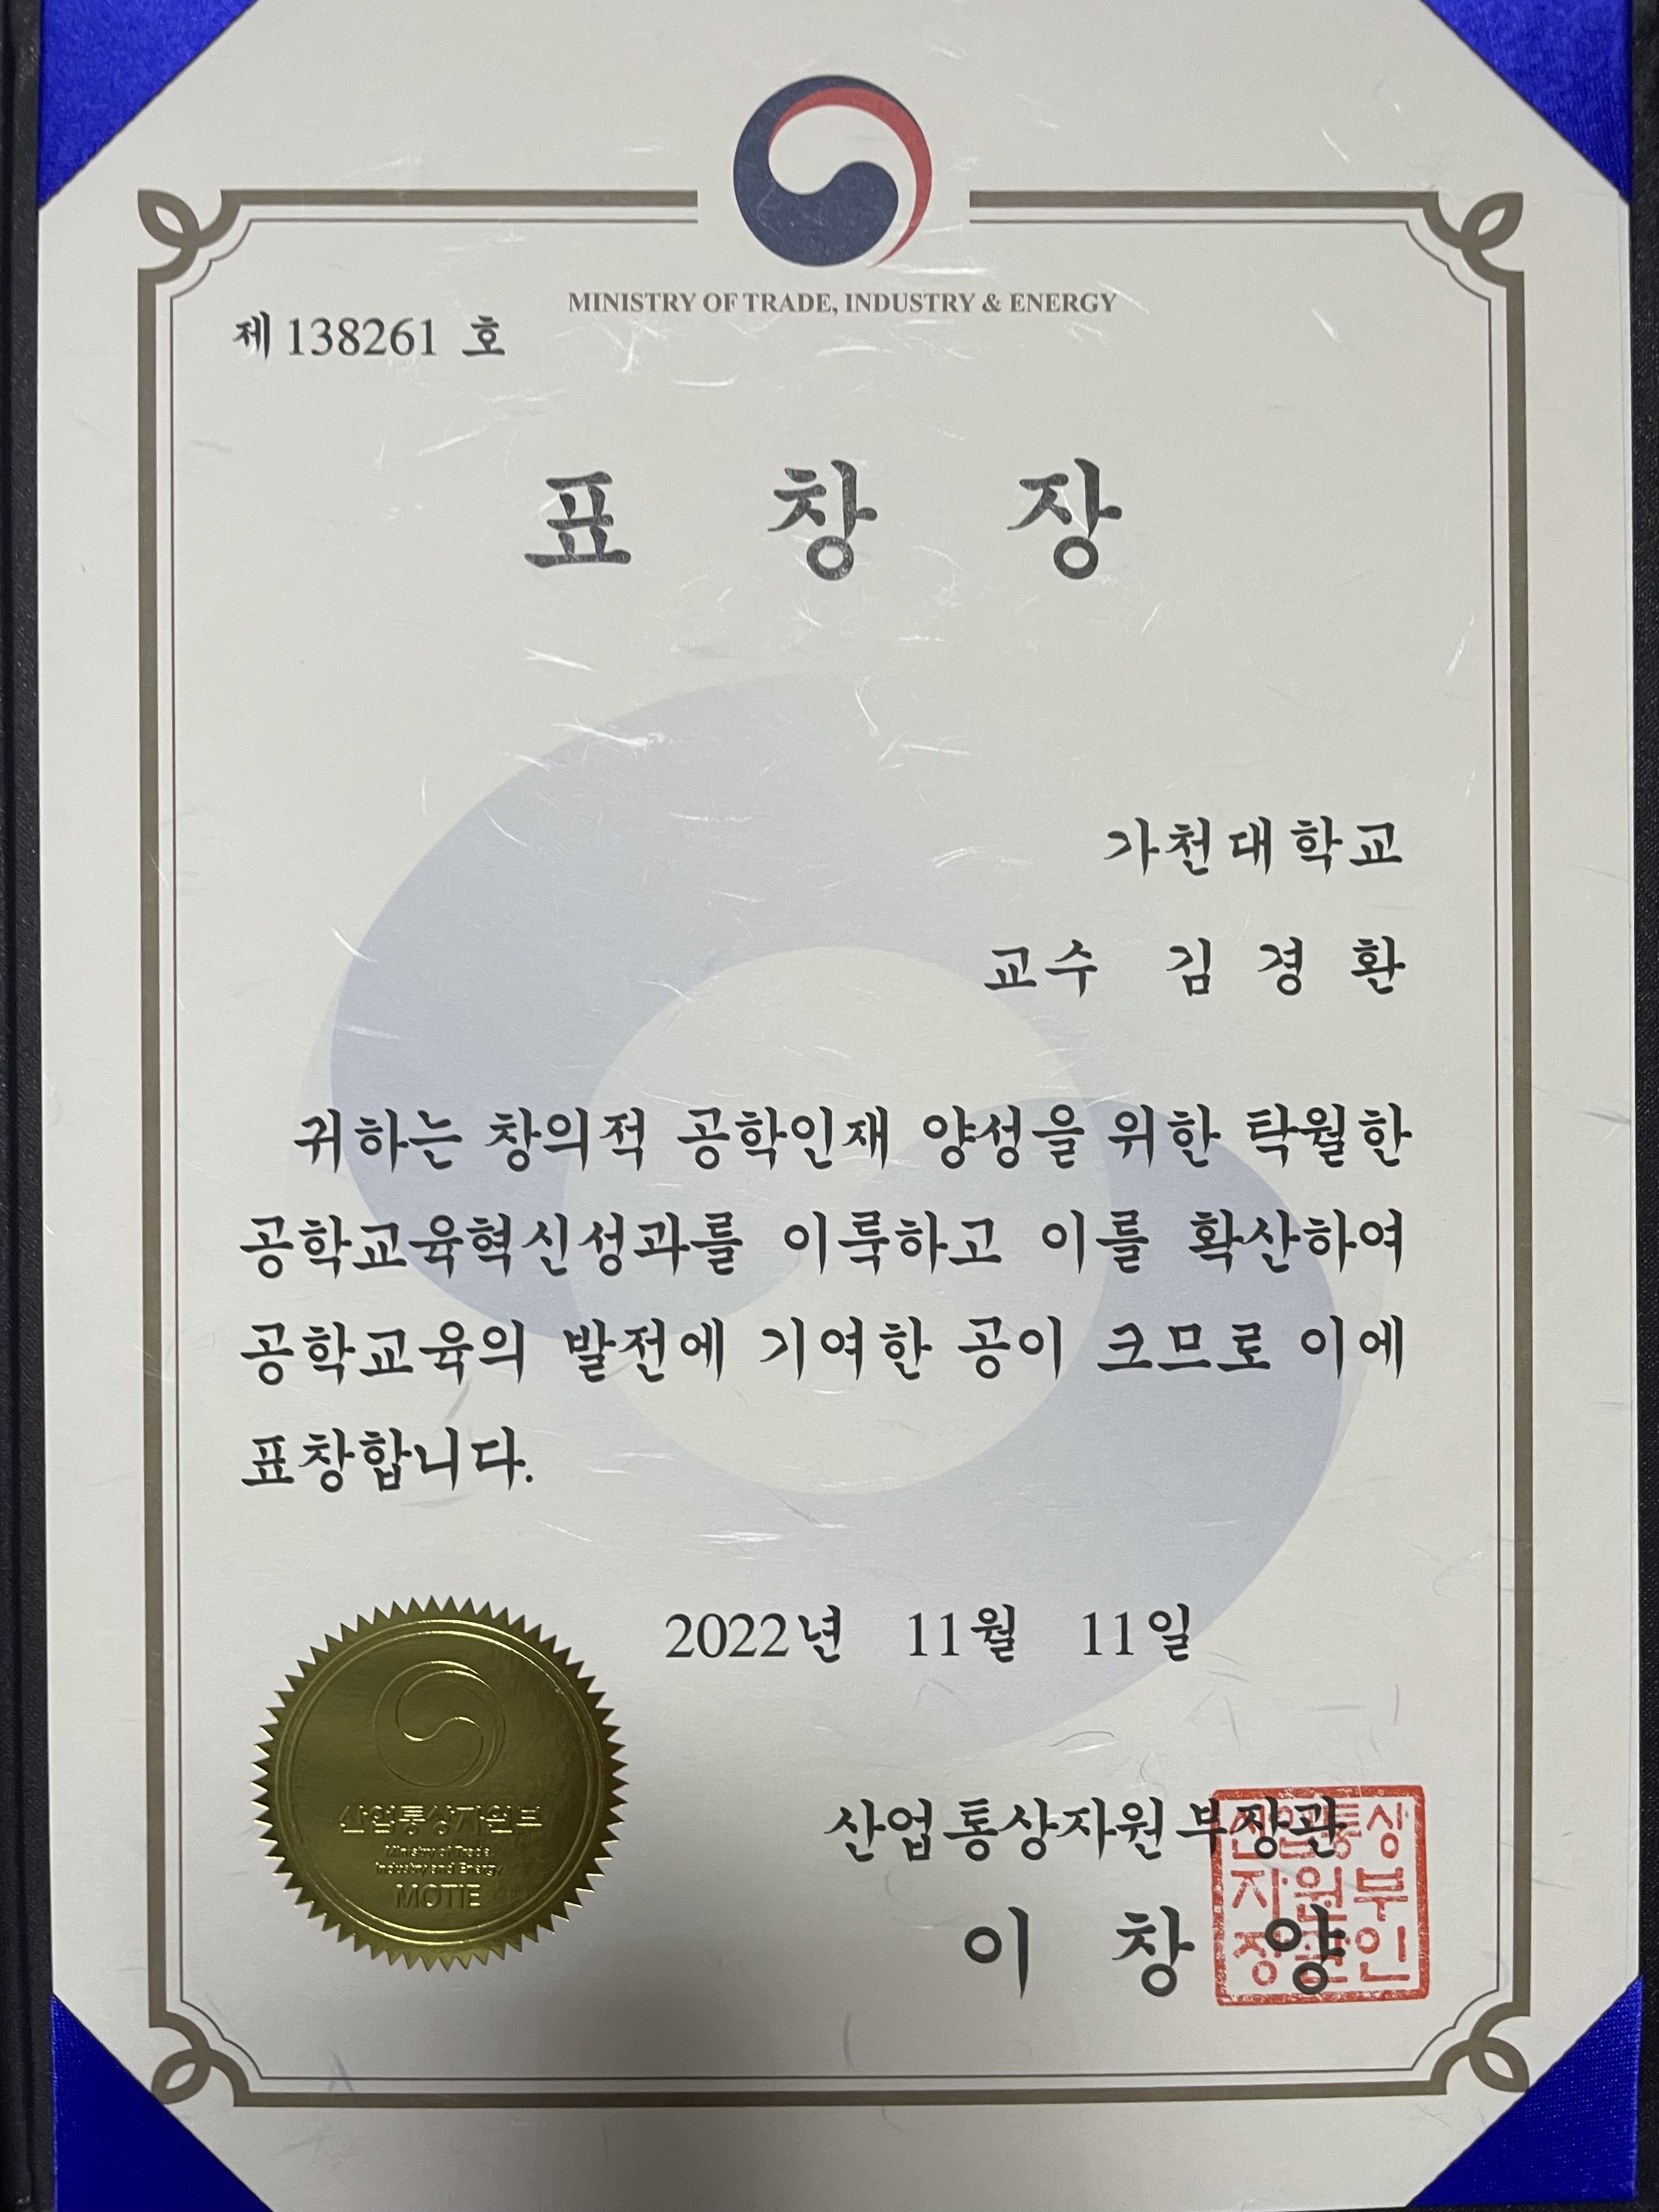 MINISTRY OF TRADE, INDUSTRY & ENERGY
제 138261 호
표 창 장
가천대학교
교수 김 경 환
귀하는 창의적 공학인재 양성을 위한 탁월한
공학교육혁신성과를 이룩하고 이를 확산하여
공학교육의 발전에 기여한 공이 크므로 이에
표창합니다.
2022년 11월 11일
산업통상자원부
Ministry of Trade,
Industry and Energy
MOTIE
산업통상자원부장관
이 창 양
산업통상
자원부
장관인